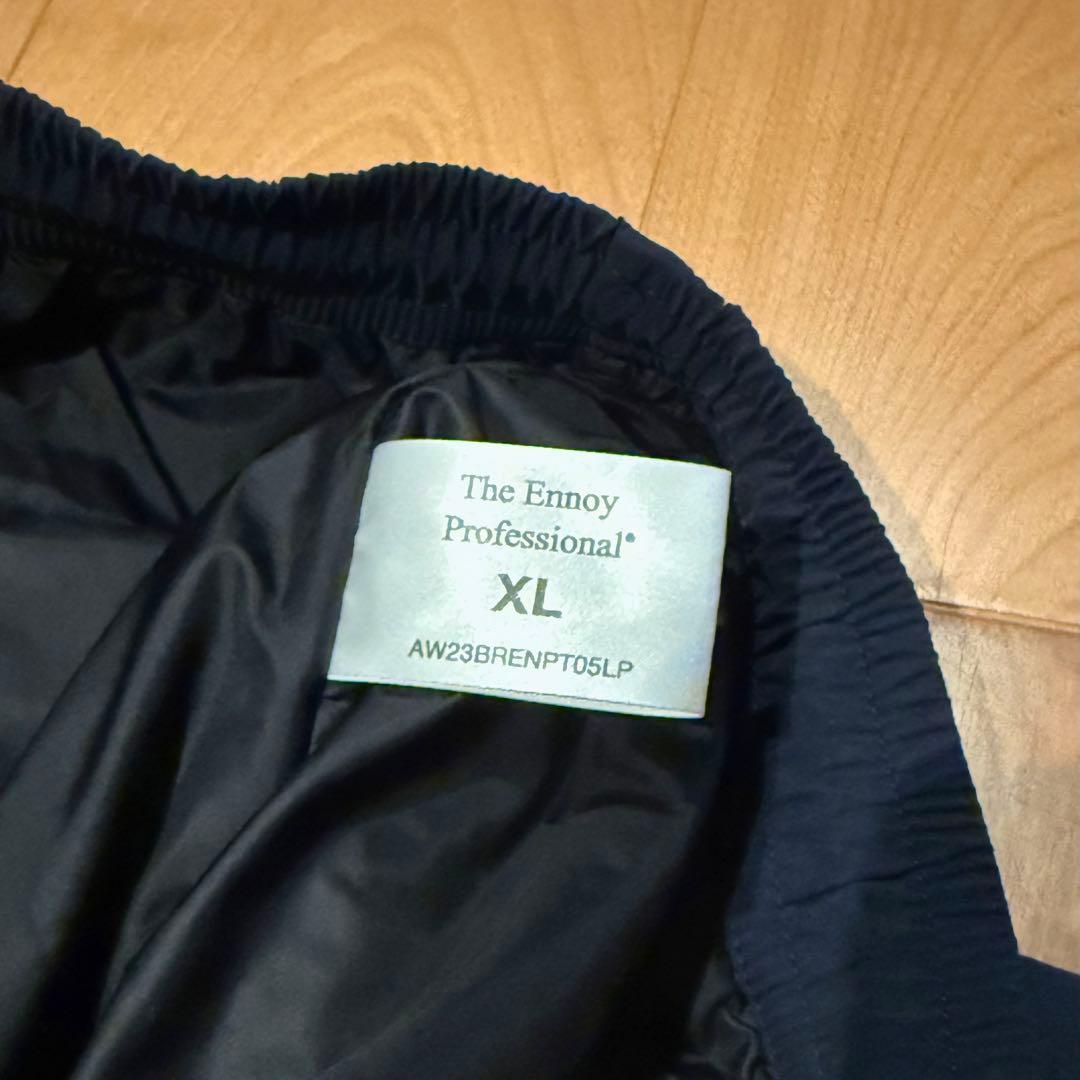 The Ennoy
Professional®
XL
AW23BRENPT05LP